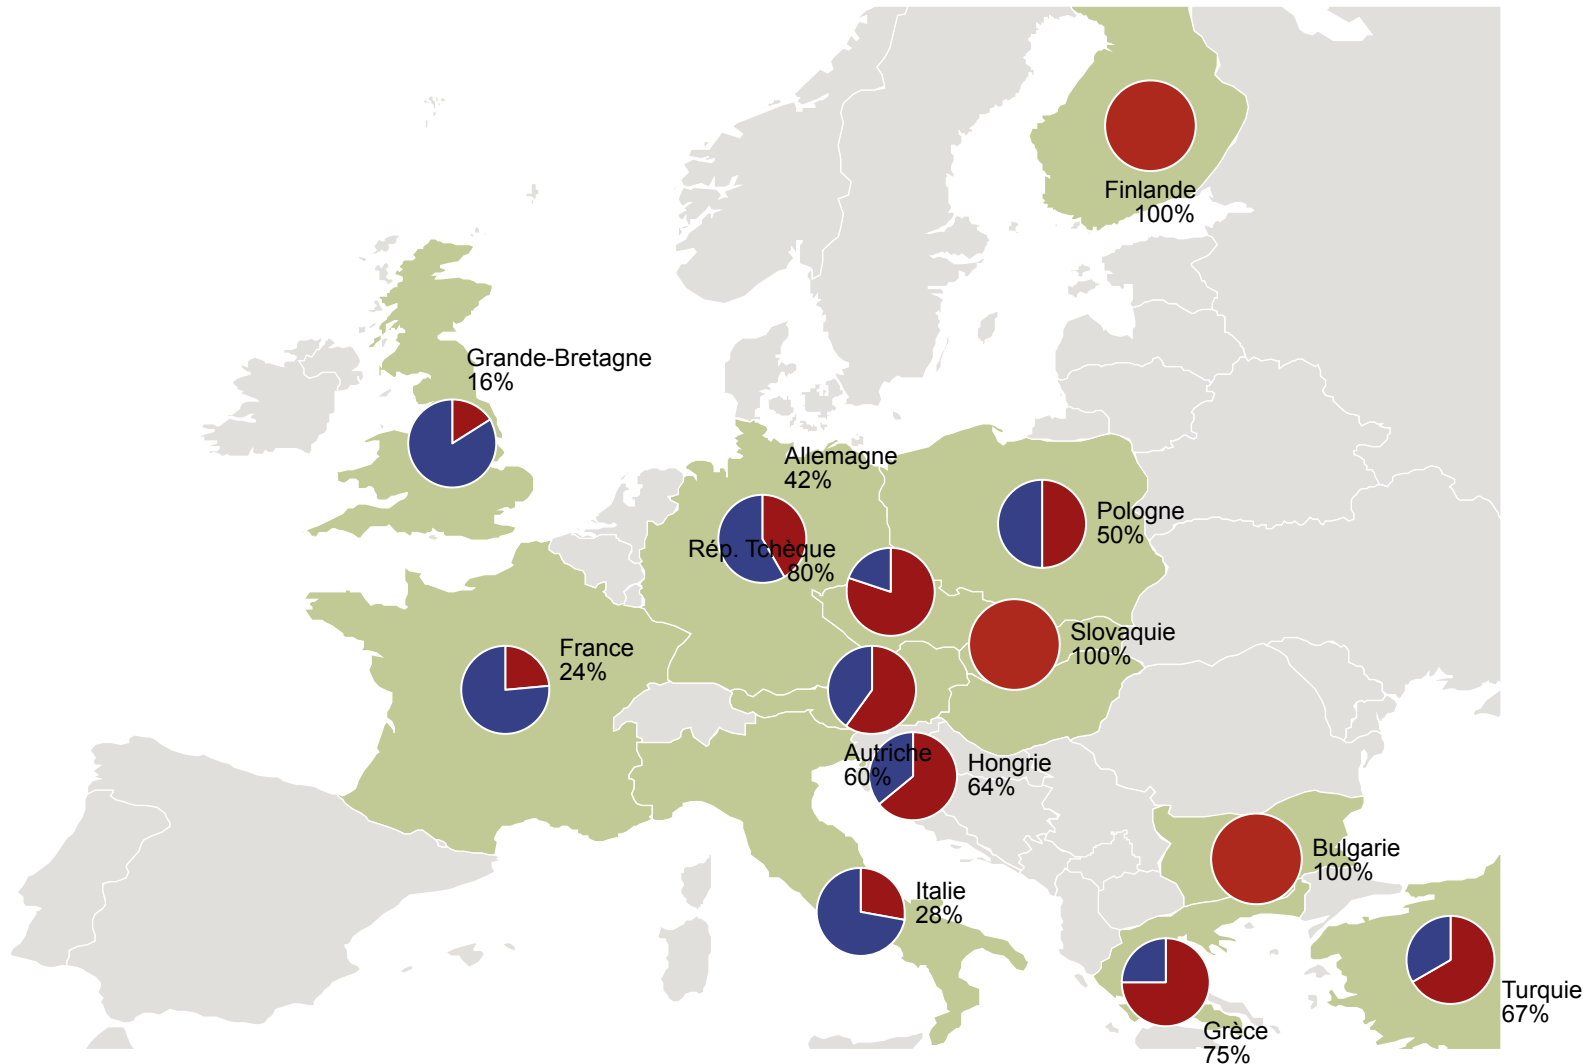 Finlande
100%
Grande-Bretagne
16%
Allemagne
42%
Pologne
50%
Rép. Tchèque
80%
Slovaquie
100%
France
24%
Autriche
60%
Hongrie
64%
Bulgarie
100%
Italie
28%
Turquie
67%
Grèce
75%